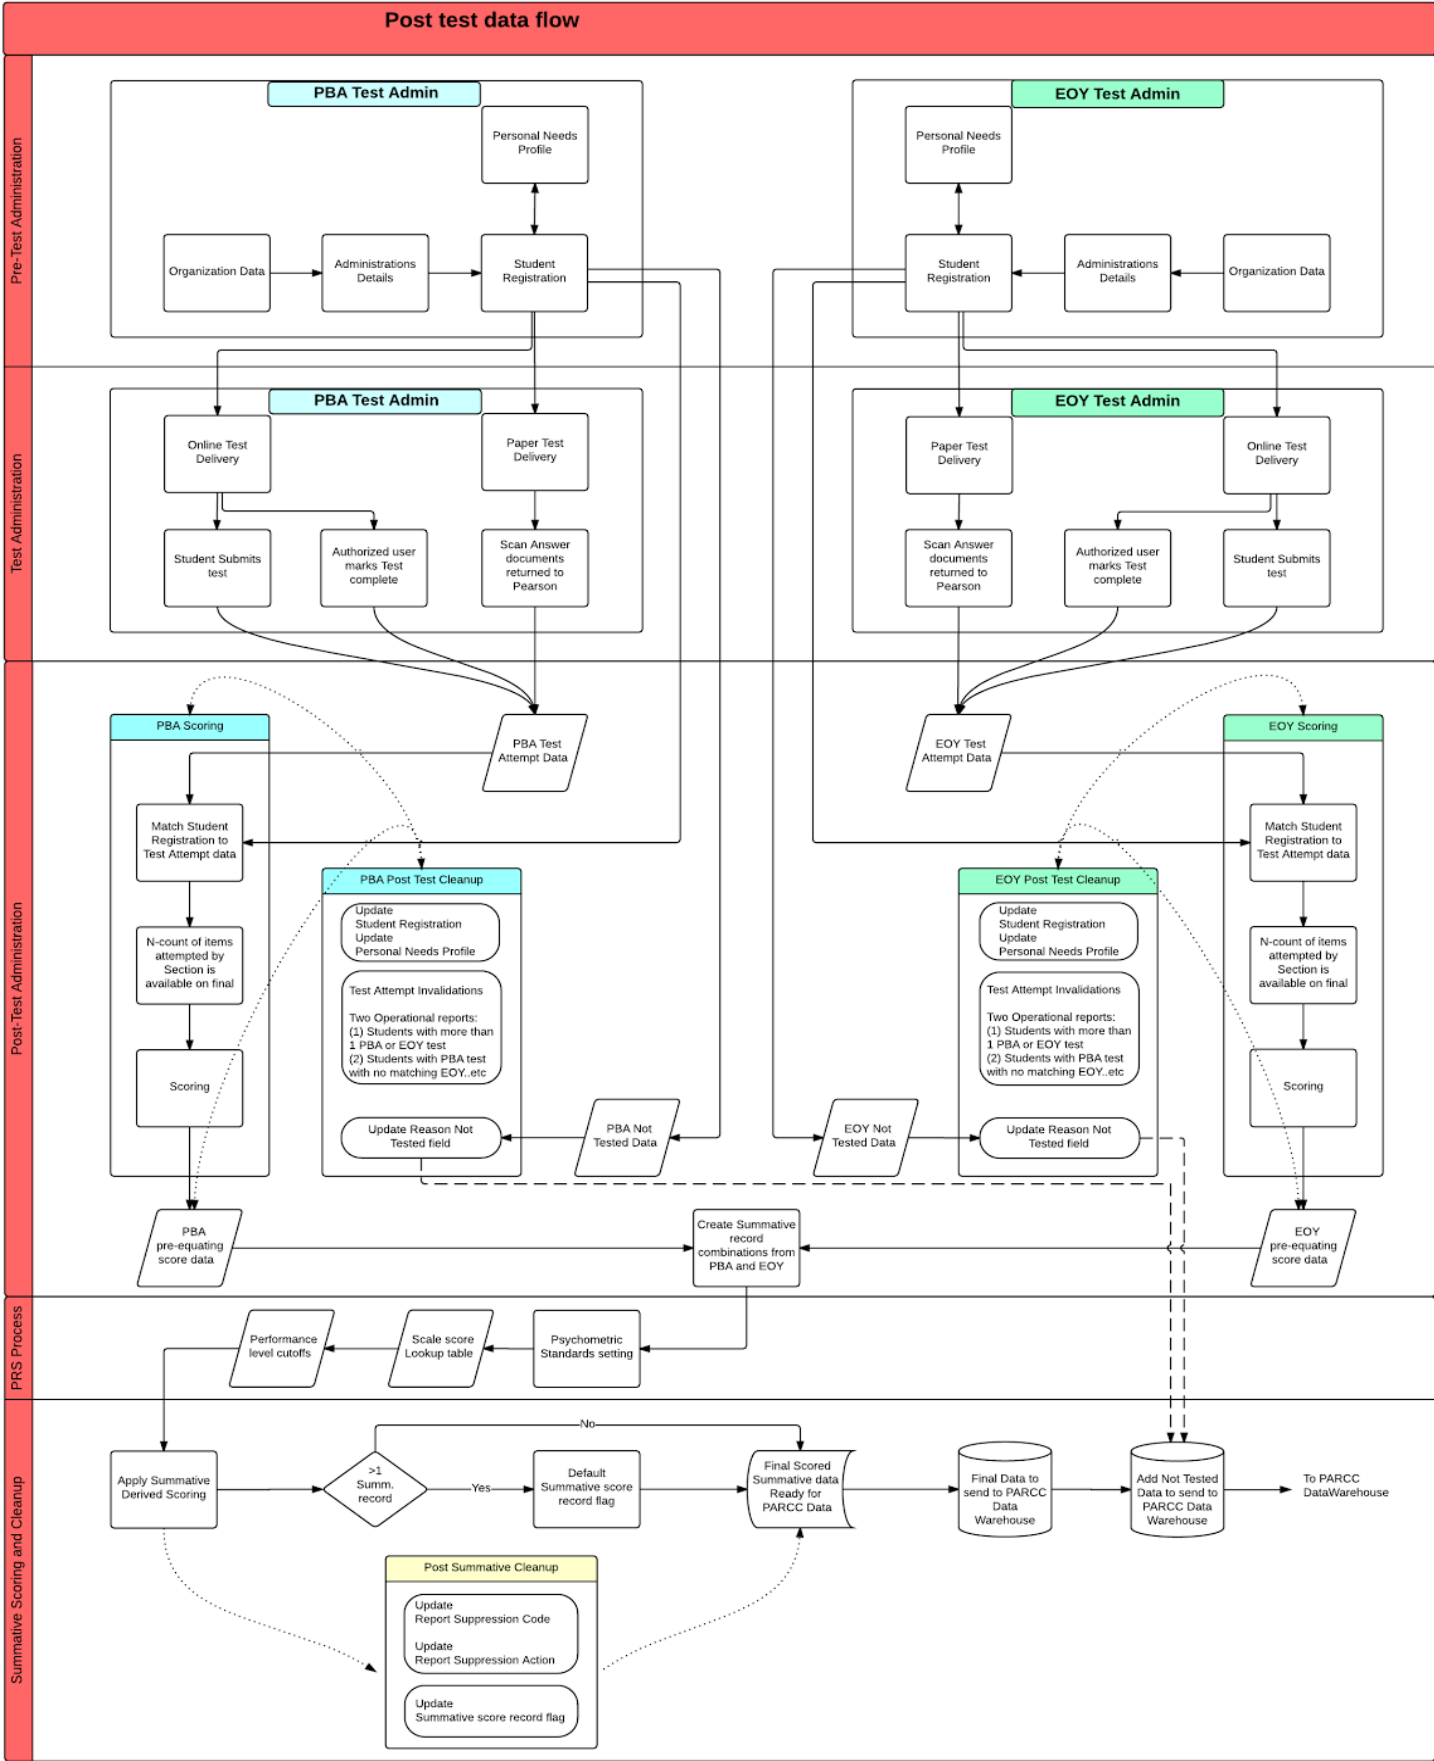 Post test data flow
Pre-Test Administration
PBA Test Admin
Personal Needs
Profile
Organization Data
Administrations
Details
Student
Registration
EOY Test Admin
Personal Needs
Profile
Student
Registration
Administrations
Details
Organization Data
Test Administration
PBA Test Admin
Online Test
Delivery
Paper Test
Delivery
Student Submits
test
Authorized user
marks Test
complete
Scan Answer
documents
returned to
Pearson
EOY Test Admin
Paper Test
Delivery
Online Test
Delivery
Scan Answer
documents
returned to
Pearson
Authorized user
marks Test
complete
Student Submits
test
Post-Test Administration
PBA Scoring
PBA Test
Attempt Data
Match Student
Registration to
Test Attempt data
N-count of items
attempted by
Section is
available on final
Scoring
PBA Post Test Cleanup
Update
Student Registration
Update
Personal Needs Profile
Test Attempt Invalidations
Two Operational reports:
(1) Students with more than
1 PBA or EOY test
(2) Students with PBA test
with no matching EOY..etc
Update Reason Not
Tested field
PBA Not
Tested Data
EOY Test
Attempt Data
EOY Scoring
Match Student
Registration to
Test Attempt data
N-count of items
attempted by
Section is
available on final
Scoring
EOY Post Test Cleanup
Update
Student Registration
Update
Personal Needs Profile
Test Attempt Invalidations
Two Operational reports:
(1) Students with more than
1 PBA or EOY test
(2) Students with PBA test
with no matching EOY..etc
Update Reason Not
Tested field
EOY Not
Tested Data
PBA
pre-equating
score data
Create Summative
record
combinations from
PBA and EOY
EOY
pre-equating
score data
PRS Process
Performance
level cutoffs
Scale score
Lookup table
Psychometric
Standards setting
Summative Scoring and Cleanup
No
Apply Summative
Derived Scoring
>1
Summ.
record
Yes
Default
Summative score
record flag
Final Scored
Summative data
Ready for
PARCC Data
Final Data to
send to PARCC
Data
Warehouse
Add Not Tested
Data to send to
PARCC Data
Warehouse
To PARCC
DataWarehouse
Post Summative Cleanup
Update
Report Suppression Code
Update
Report Suppression Action
Update
Summative score record flag